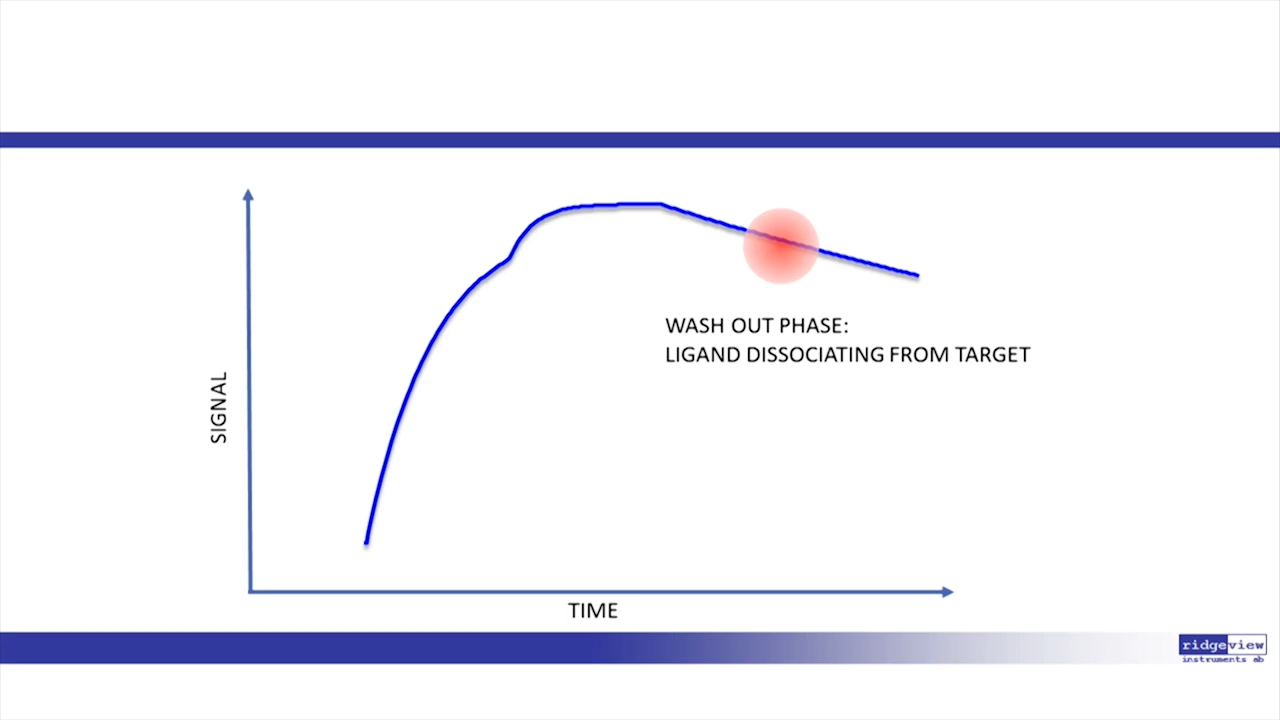 WASH OUT PHASE:
LIGAND DISSOCIATING FROM TARGET
SIGNAL
TIME
ridgeview
instruments ab